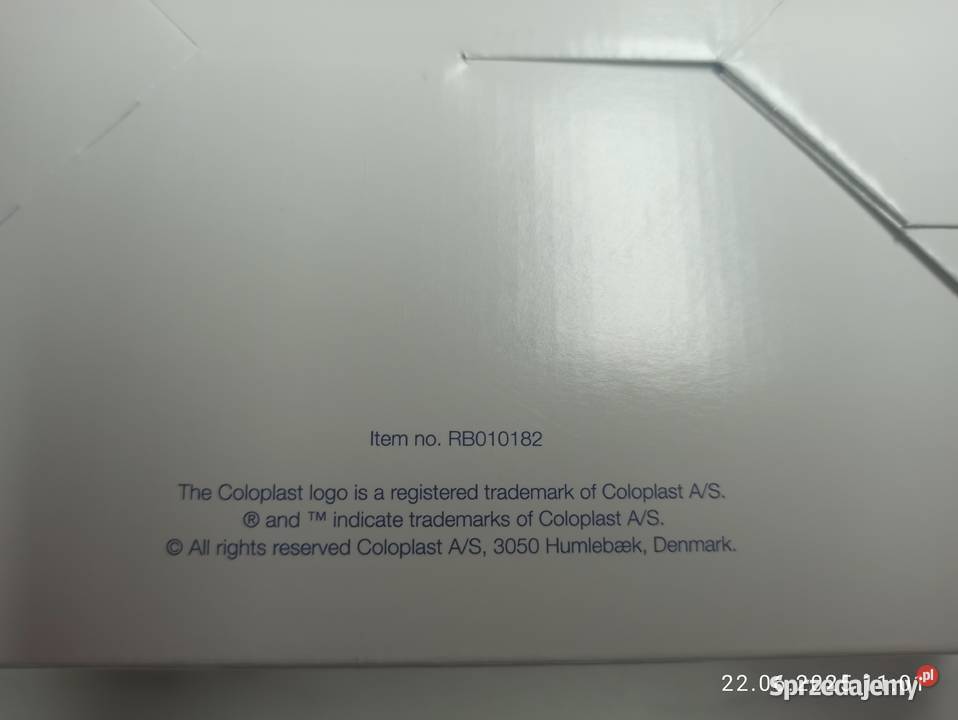 Item no. RB010182
The Coloplast logo is a registered trademark of Coloplast A/S.
® and ™ indicate trademarks of Coloplast A/S.
© All rights reserved Coloplast A/S, 3050 Humlebæk, Denmark.
Sprzedajemy.pl